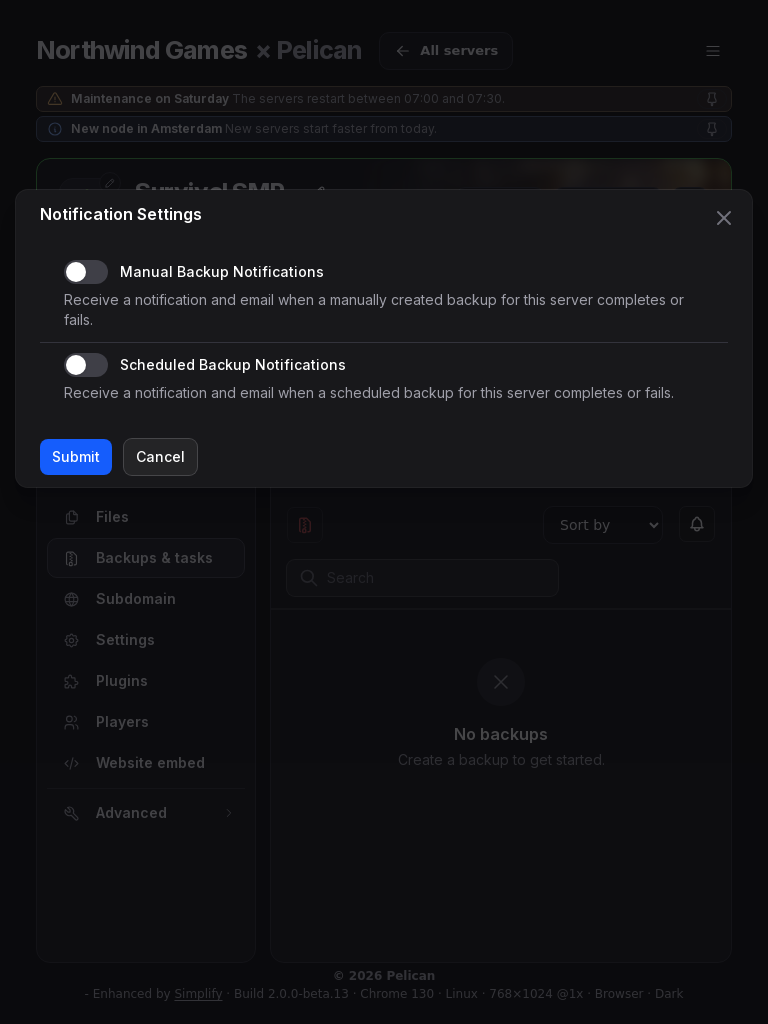 Northwind Games × Pelican
All servers
Maintenance on Saturday The servers restart between 07:00 and 07:30.
New node in Amsterdam New servers start faster from today.
Survival SMP
Notification Settings
Manual Backup Notifications
Receive a notification and email when a manually created backup for this server completes or
fails.
Scheduled Backup Notifications
Receive a notification and email when a scheduled backup for this server completes or fails.
Submit
Cancel
Files
Backups & tasks
Subdomain
Settings
Plugins
Players
Website embed
Advanced
Sort by
Search
No backups
Create a backup to get started.
© 2026 Pelican
- Enhanced by Simplify · Build 2.0.0-beta.13 · Chrome 130 · Linux · 768×1024 @1x · Browser · Dark